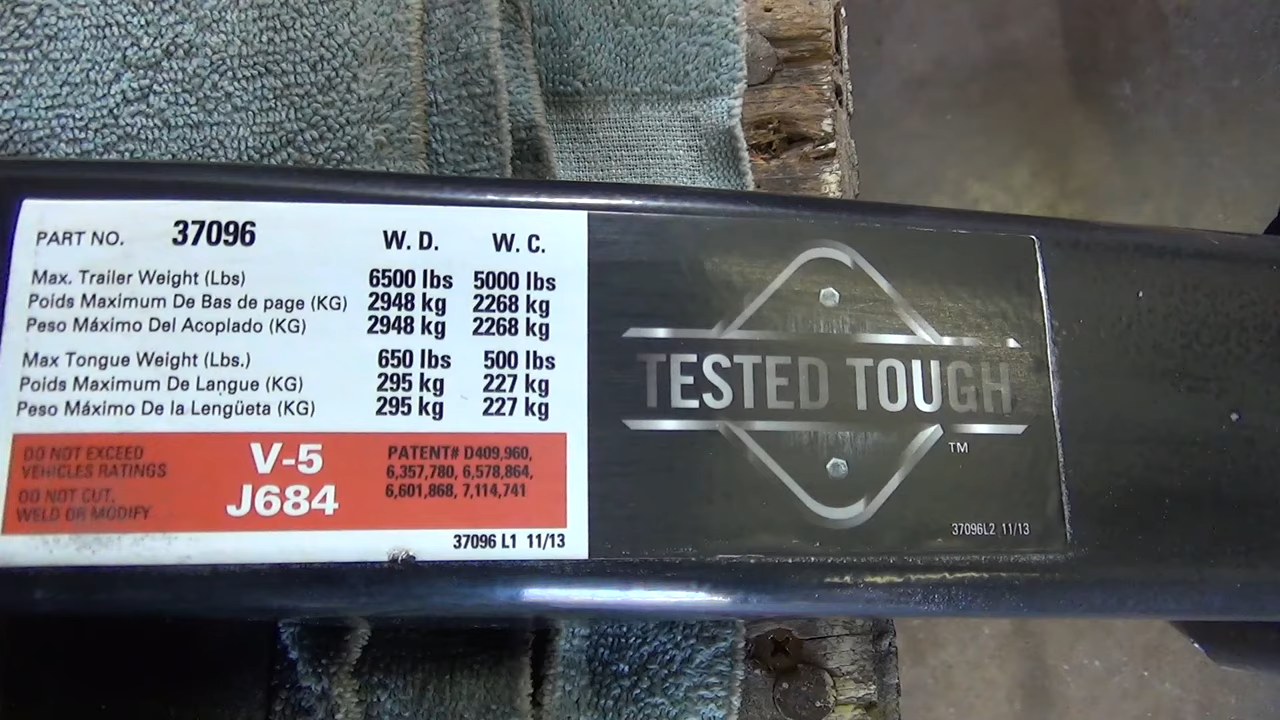 PART NO. 37096 W. D. W. C.
Max. Trailer Weight (Lbs) 6500 lbs 5000 lbs
Poids Maximum De Bas de page (KG) 2948 kg 2268 kg
Peso Máximo Del Acoplado (KG) 2948 kg 2268 kg
Max Tongue Weight (Lbs.) 650 lbs 500 lbs
Poids Maximum De Langue (KG) 295 kg 227 kg
Peso Máximo De la Lengüeta (KG) 295 kg 227 kg
DO NOT EXCEED
VEHICLES RATINGS
DO NOT CUT,
WELD OR MODIFY
V-5
J684
PATENT# D409,960,
6,357,780, 6,578,864,
6,601,868, 7,114,741
37096 L1 11/13
TESTED TOUGH
TM
37096L2 11/13